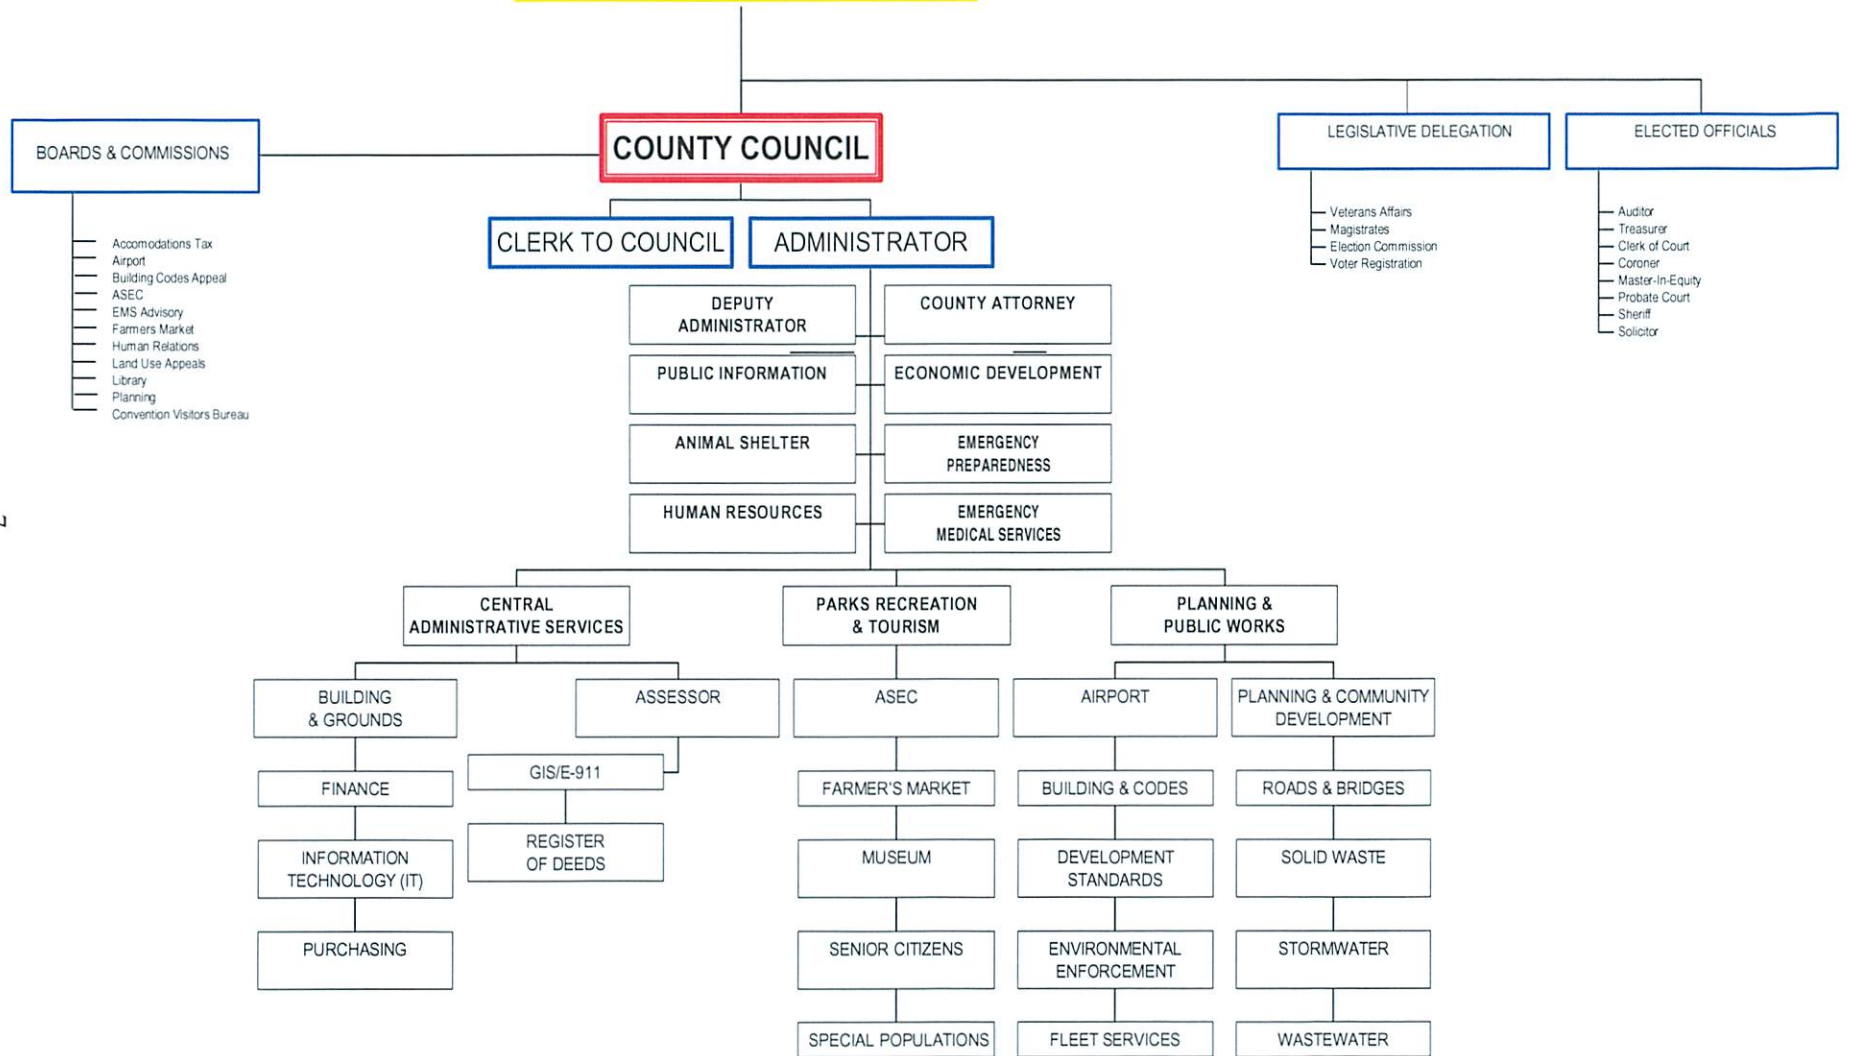 COUNTY COUNCIL
BOARDS & COMMISSIONS
LEGISLATIVE DELEGATION
ELECTED OFFICIALS
Accomodations Tax
Airport
Building Codes Appeal
ASEC
EMS Advisory
Farmers Market
Human Relations
Land Use Appeals
Library
Planning
Convention Visitors Bureau
CLERK TO COUNCIL
ADMINISTRATOR
Veterans Affairs
Magistrates
Election Commission
Voter Registration
Auditor
Treasurer
Clerk of Court
Coroner
Master-In-Equity
Probate Court
Sheriff
Solicitor
DEPUTY
ADMINISTRATOR
COUNTY ATTORNEY
PUBLIC INFORMATION
ECONOMIC DEVELOPMENT
ANIMAL SHELTER
EMERGENCY
PREPAREDNESS
HUMAN RESOURCES
EMERGENCY
MEDICAL SERVICES
CENTRAL
ADMINISTRATIVE SERVICES
PARKS RECREATION
& TOURISM
PLANNING &
PUBLIC WORKS
BUILDING
& GROUNDS
FINANCE
INFORMATION
TECHNOLOGY (IT)
PURCHASING
ASSESSOR
GIS/E-911
REGISTER
OF DEEDS
ASEC
FARMER'S MARKET
MUSEUM
SENIOR CITIZENS
SPECIAL POPULATIONS
AIRPORT
BUILDING & CODES
DEVELOPMENT
STANDARDS
ENVIRONMENTAL
ENFORCEMENT
FLEET SERVICES
PLANNING & COMMUNITY
DEVELOPMENT
ROADS & BRIDGES
SOLID WASTE
STORMWATER
WASTEWATER